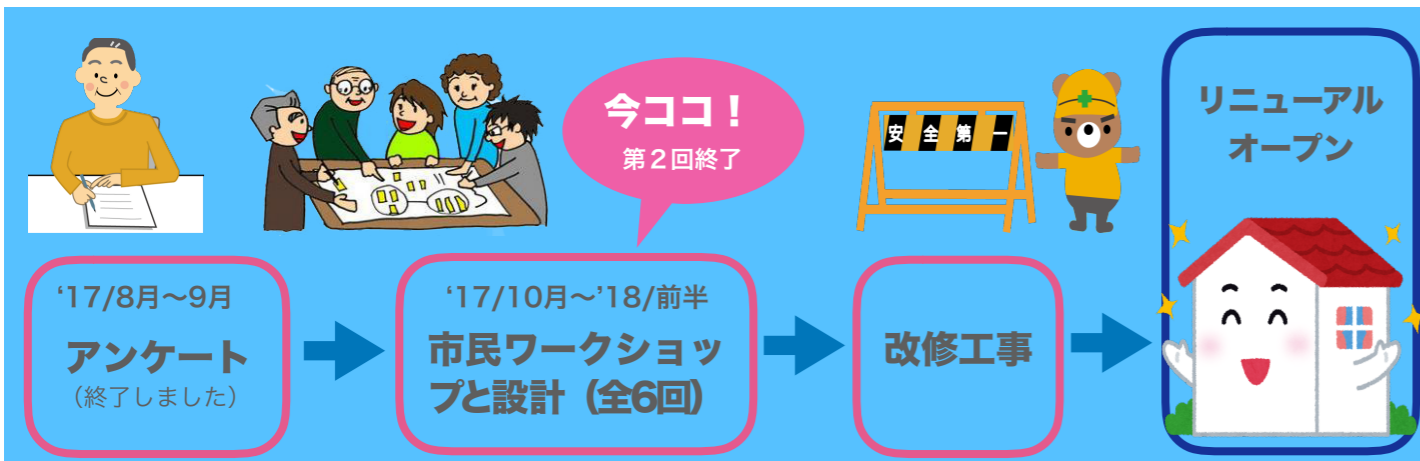 今ココ！
第２回終了
安全第一
リニューアル
オープン
‘17/8月～9月
アンケート
（終了しました）
‘17/10月～’18/前半
市民ワークショッ
プと設計（全6回）
改修工事